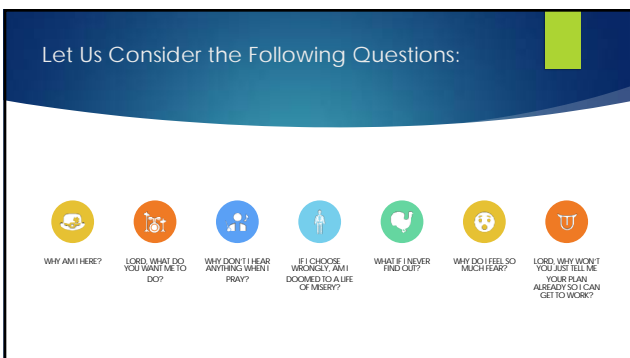 Let Us Consider the Following Questions:
WHY AM I HERE?
LORD, WHAT DO
YOU WANT ME TO
DO?
WHY DON'T I HEAR
ANYTHING WHEN I
PRAY?
IF I CHOOSE
WRONGLY, AM I
DOOMED TO A LIFE
OF MISERY?
WHAT IF I NEVER
FIND OUT?
WHY DO I FEEL SO
MUCH FEAR?
LORD, WHY WON'T
YOU JUST TELL ME
YOUR PLAN
ALREADY SO I CAN
GET TO WORK?